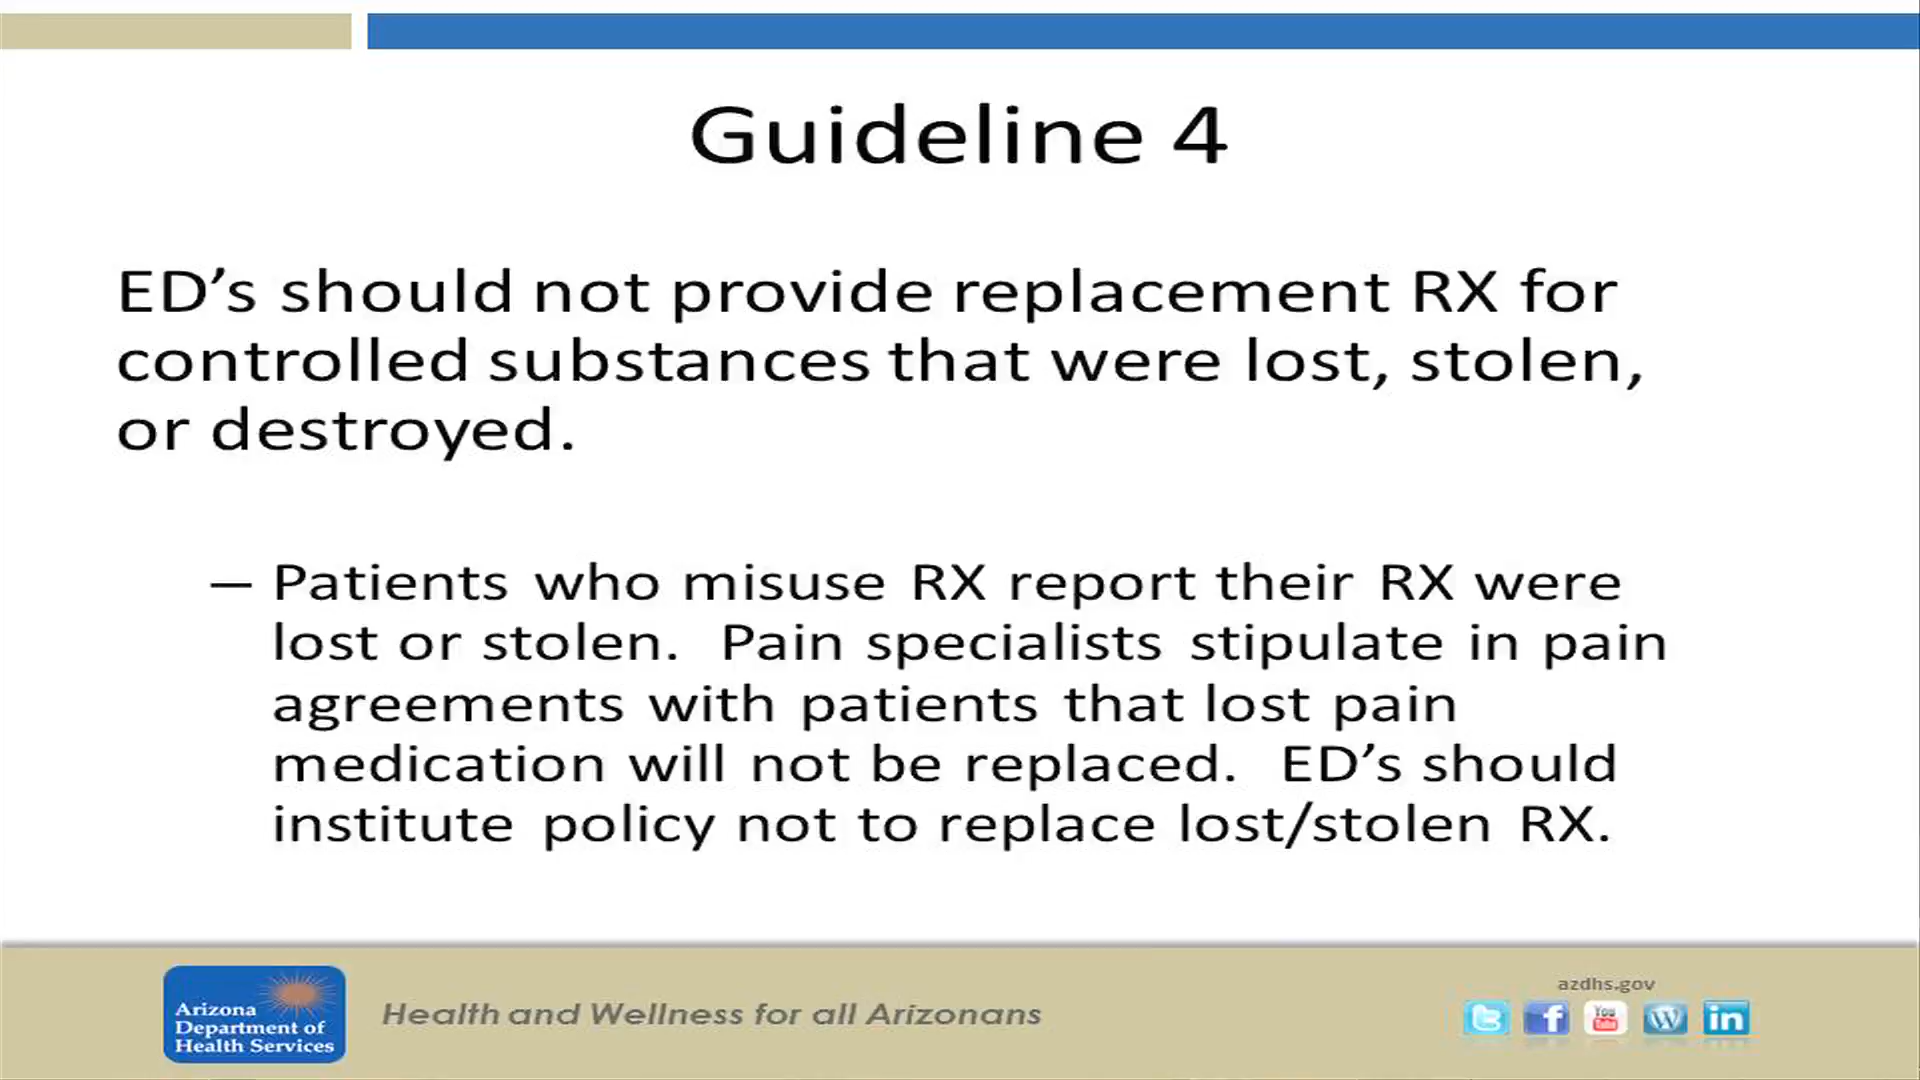 Guideline 4
ED’s should not provide replacement RX for
controlled substances that were lost, stolen,
or destroyed.
– Patients who misuse RX report their RX were
lost or stolen.  Pain specialists stipulate in pain
agreements with patients that lost pain
medication will not be replaced.  ED’s should
institute policy not to replace lost/stolen RX.
Arizona
Department of
Health Services
Health and Wellness for all Arizonans
azdhs.gov
You
Tube